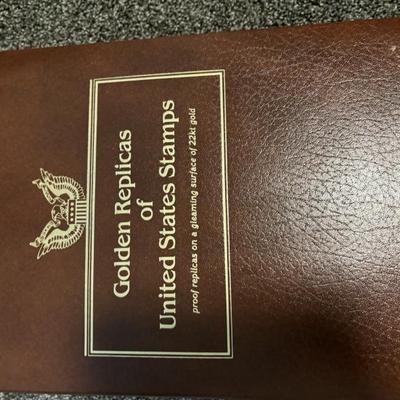 Golden Replicas
of
United States Stamps
proof replicas on a gleaming surface of 22kt gold